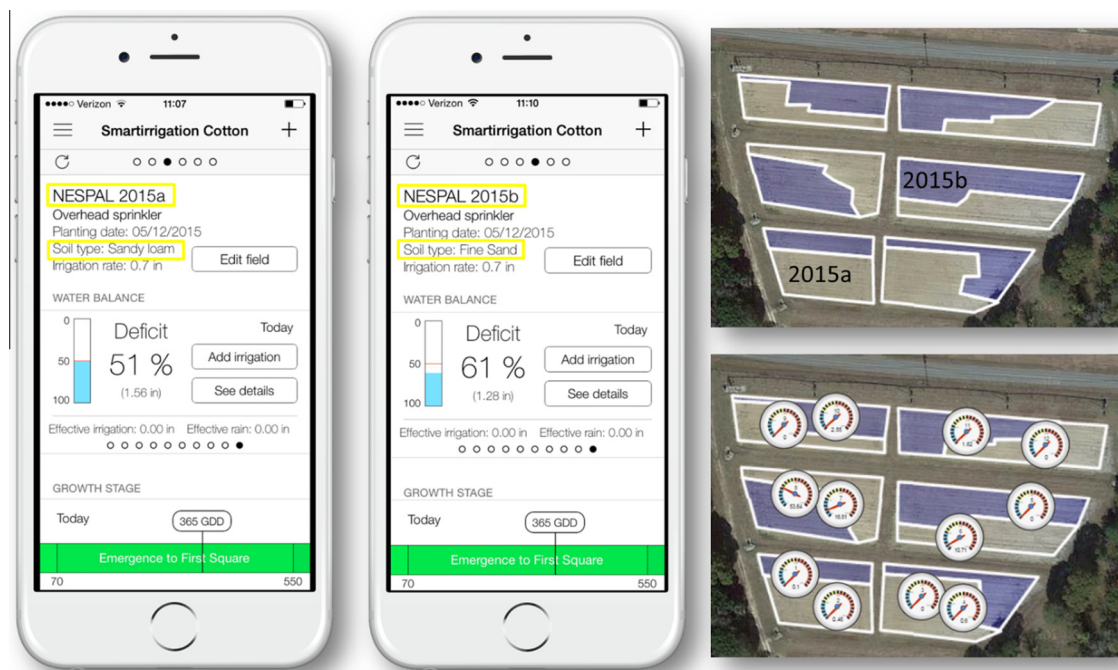 ●●●●○ Verizon 11:07
Smartirrigation Cotton +
NESPAL 2015a
Overhead sprinkler
Planting date: 05/12/2015
Soil type: Sandy loam
Irrigation rate: 0.7 in
Edit field
WATER BALANCE
0
50
100
Deficit
51 %
(1.56 in)
Today
Add irrigation
See details
Effective irrigation: 0.00 in Effective rain: 0.00 in
GROWTH STAGE
Today
365 GDD
Emergence to First Square
70 550
●●●●○ Verizon 11:10
Smartirrigation Cotton +
NESPAL 2015b
Overhead sprinkler
Planting date: 05/12/2015
Soil type: Fine Sand
Irrigation rate: 0.7 in
Edit field
WATER BALANCE
0
50
100
Deficit
61 %
(1.28 in)
Today
Add irrigation
See details
Effective irrigation: 0.00 in Effective rain: 0.00 in
GROWTH STAGE
Today
365 GDD
Emergence to First Square
70 550
2015b
2015a